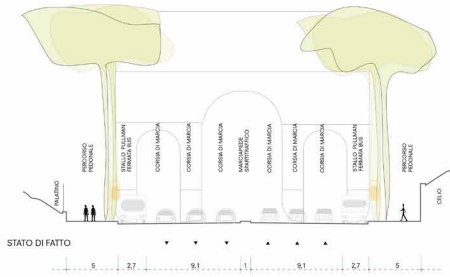 PALATINO
PERCORSO
PEDONALE
STALLO PULLMAN
FERMATA BUS
CORSIA DI MARCIA
CORSIA DI MARCIA
CORSIA DI MARCIA
MARCIAPIEDE
SPARTITRAFFICO
CORSIA DI MARCIA
CORSIA DI MARCIA
CORSIA DI MARCIA
STALLO PULLMAN
FERMATA BUS
PERCORSO
PEDONALE
CELIO
STATO DI FATTO
5 2,7 9,1 1 9,1 2,7 5